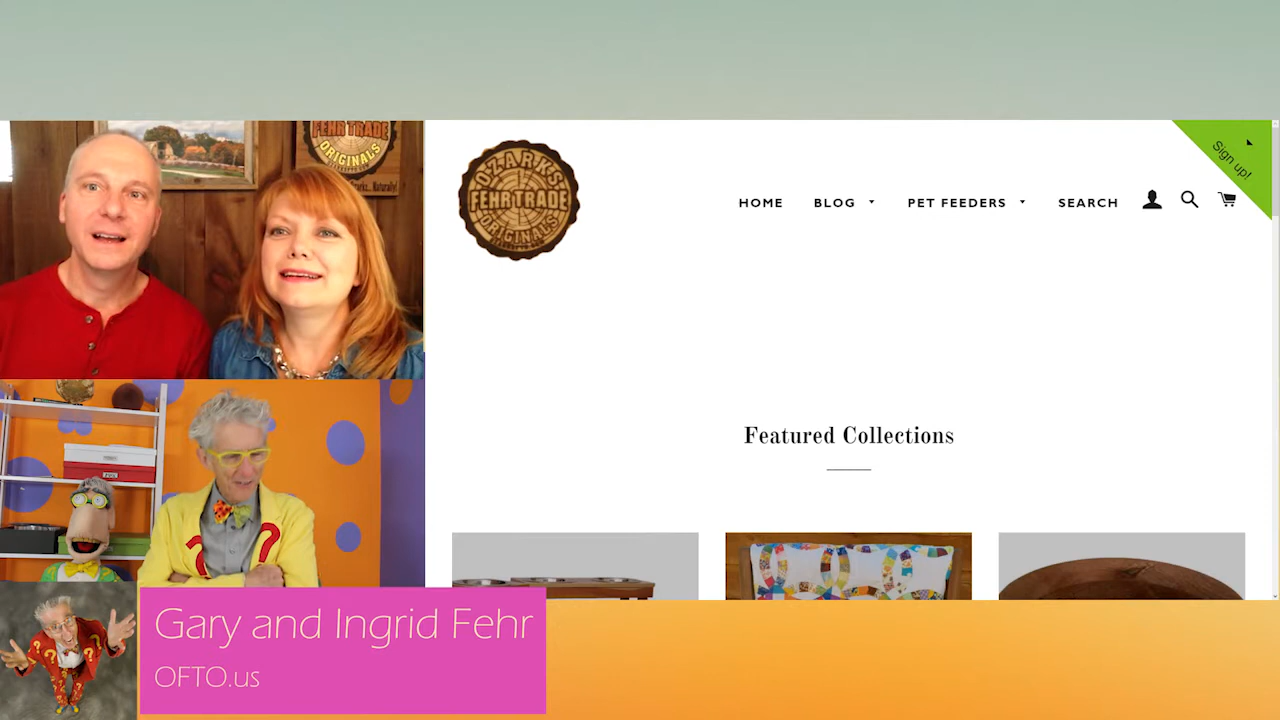 FEHR TRADE
ORIGINALS
Naturally!
OZARKS
FEHR TRADE
ORIGINALS
HOME
BLOG
PET FEEDERS
SEARCH
Sign up!
Featured Collections
Gary and Ingrid Fehr
OFTO.us